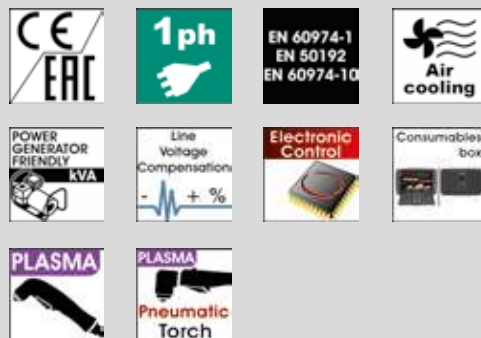 CE
EAC
1ph
EN 60974-1
EN 50192
EN 60974-10
Air
cooling
POWER
GENERATOR
FRIENDLY
kVA
Line
Voltage
Compensation
- + %
Electronic
Control
Consumables
box
PLASMA
PLASMA
Pneumatic
Torch